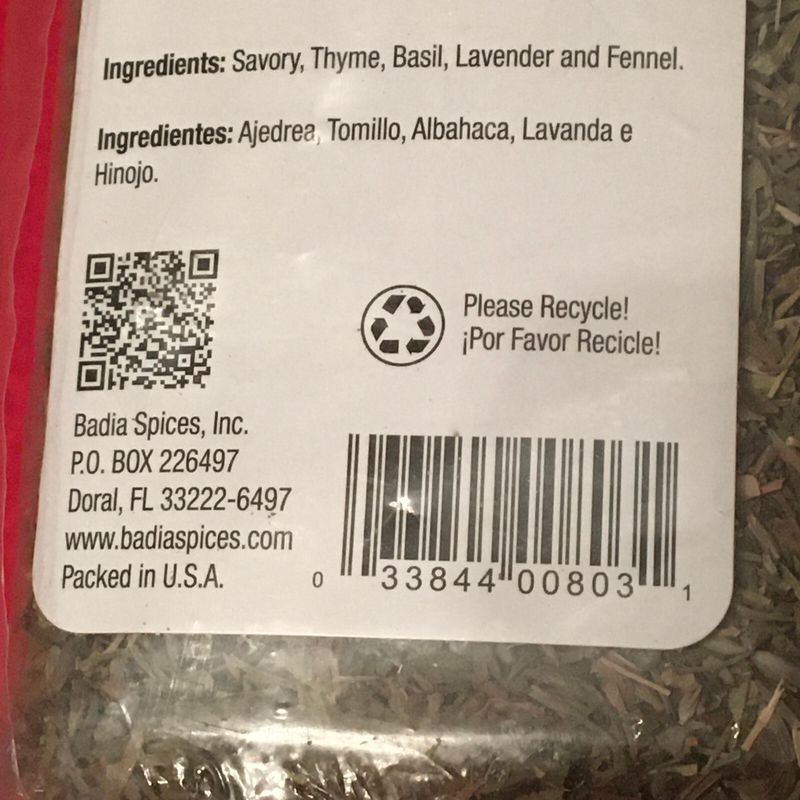 Ingredients: Savory, Thyme, Basil, Lavender and Fennel.
Ingredientes: Ajedrea, Tomillo, Albahaca, Lavanda e
Hinojo.
Please Recycle!
¡Por Favor Recicle!
Badia Spices, Inc.
P.O. BOX 226497
Doral, FL 33222-6497
www.badiaspices.com
Packed in U.S.A.
0 33844 00803 1